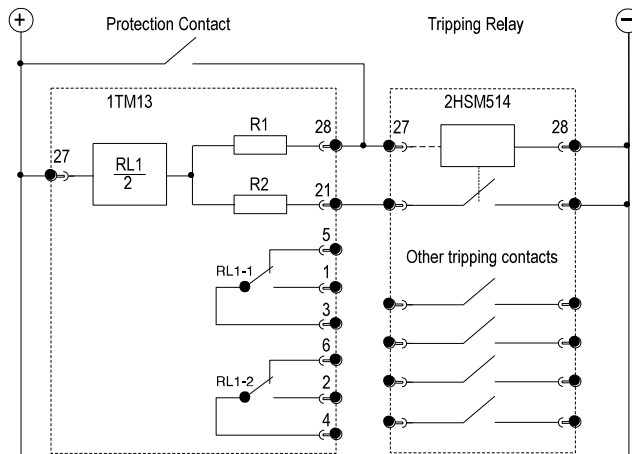 +
−
Protection Contact
Tripping Relay
1TM13
2HSM514
27
RL1
2
R1
28
27
28
R2
21
5
RL1-1
1
3
Other tripping contacts
6
RL1-2
2
4